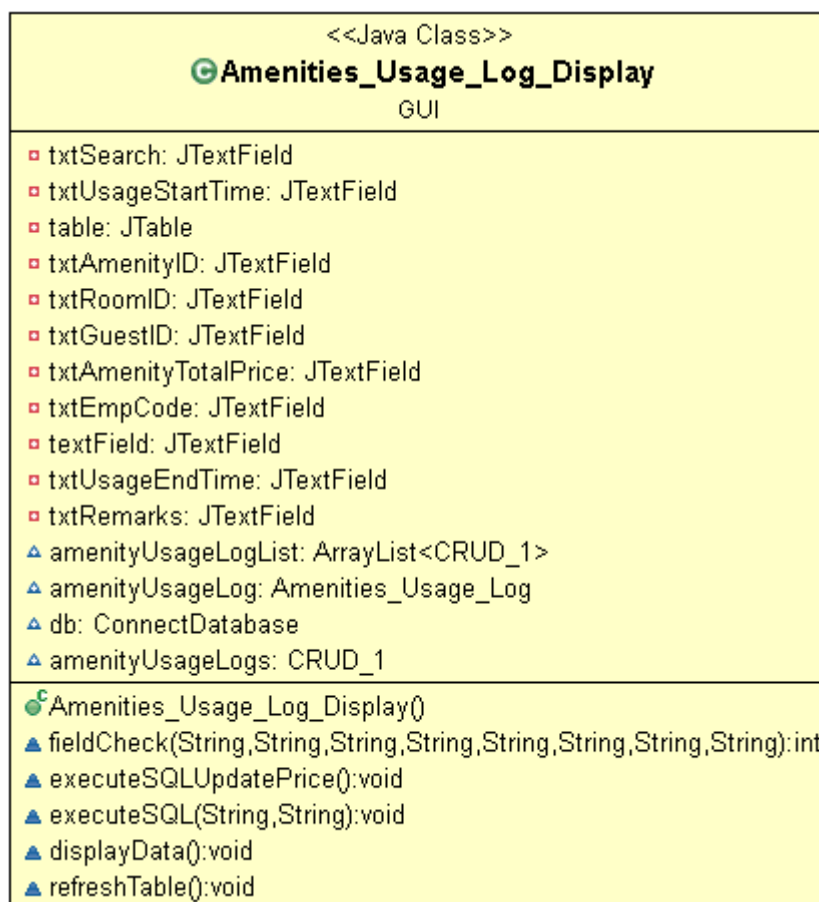 <<Java Class>>
Amenities_Usage_Log_Display
GUI
txtSearch: JTextField
txtUsageStartTime: JTextField
table: JTable
txtAmenityID: JTextField
txtRoomID: JTextField
txtGuestID: JTextField
txtAmenityTotalPrice: JTextField
txtEmpCode: JTextField
textField: JTextField
txtUsageEndTime: JTextField
txtRemarks: JTextField
amenityUsageLogList: ArrayList<CRUD_1>
amenityUsageLog: Amenities_Usage_Log
db: ConnectDatabase
amenityUsageLogs: CRUD_1
Amenities_Usage_Log_Display()
fieldCheck(String,String,String,String,String,String,String,String):int
executeSQLUpdatePrice():void
executeSQL(String,String):void
displayData():void
refreshTable():void